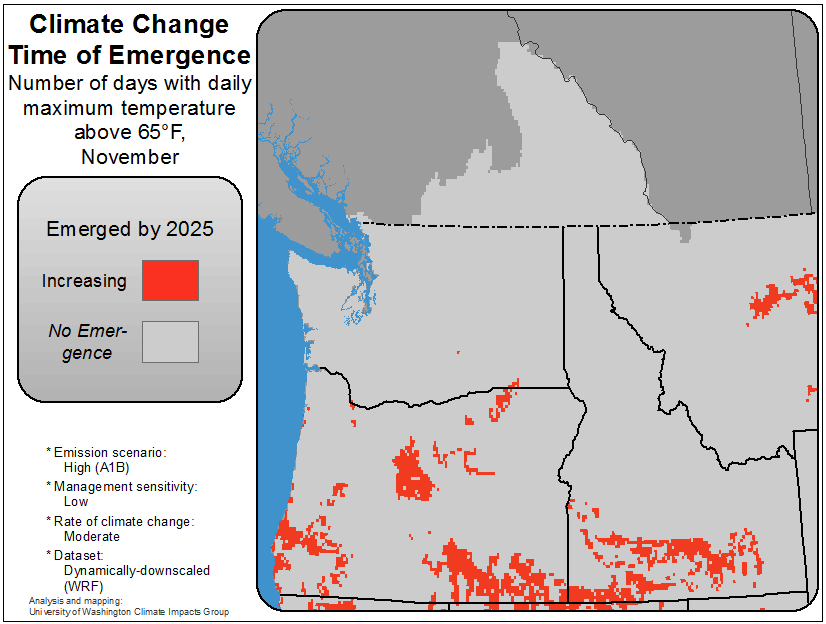 Climate Change
Time of Emergence
Number of days with daily
maximum temperature
above 65°F,
November
Emerged by 2025
Increasing
No Emer-
gence
* Emission scenario:
High (A1B)
* Management sensitivity:
Low
* Rate of climate change:
Moderate
* Dataset:
Dynamically-downscaled
(WRF)
Analysis and mapping:
University of Washington Climate Impacts Group